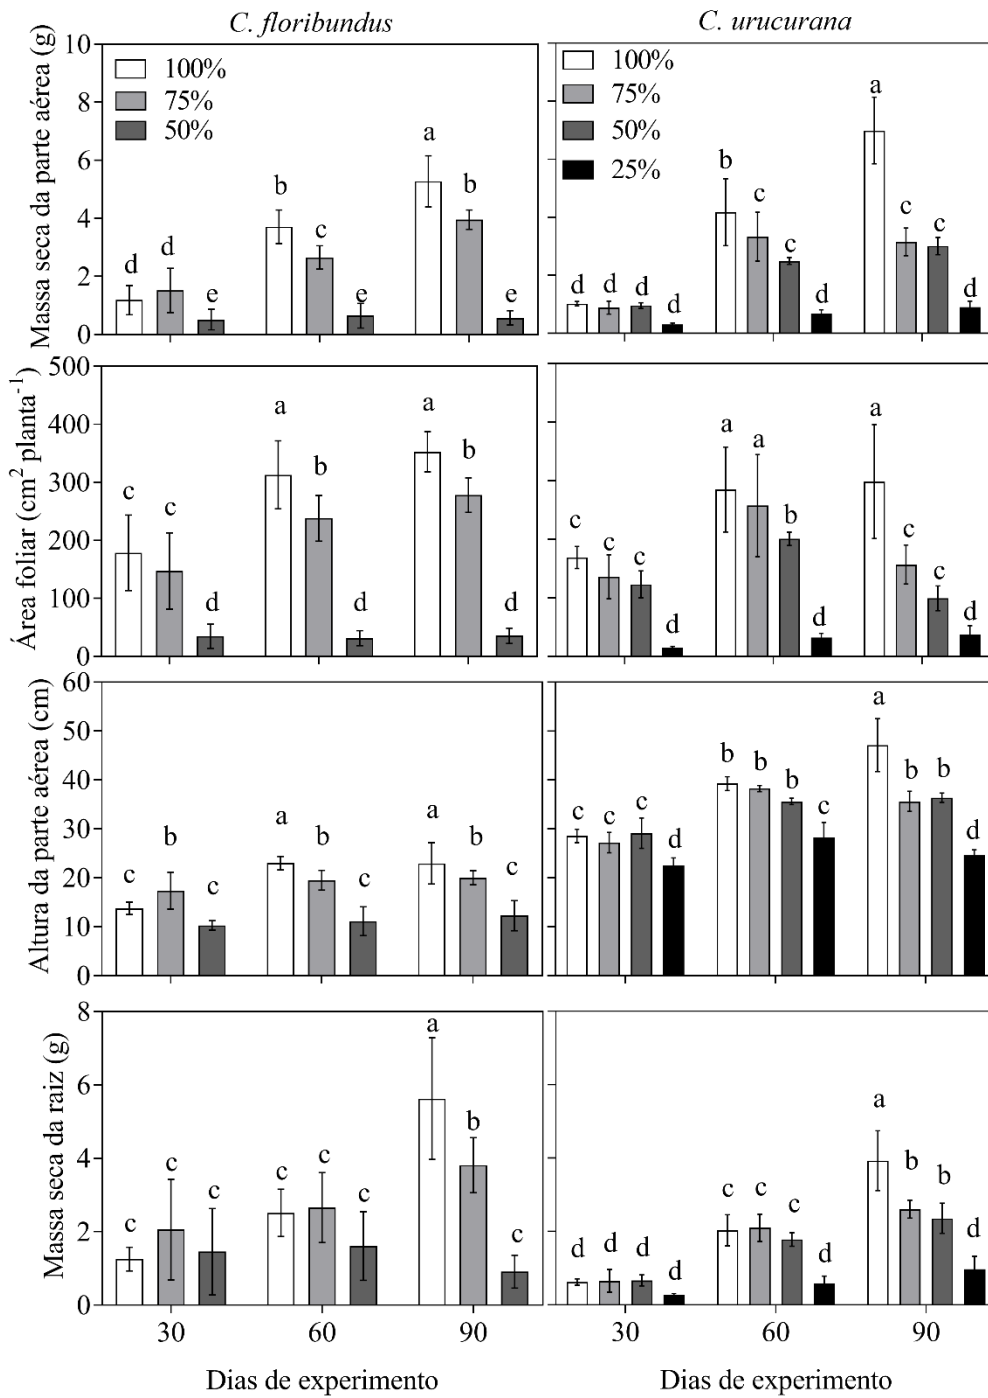 C. floribundus
C. urucurana
Massa seca da parte aérea (g)
10
8
6
4
2
0
100%
75%
50%
d d e
b c e
a b e
100%
75%
50%
25%
d d d d
b c c d
a c c d
Área foliar (cm² planta⁻¹)
500
400
300
200
100
0
c c d
a b d
a b d
c c c d
a a b d
a c c d
Altura da parte aérea (cm)
60
50
40
30
20
10
0
c b c
a b c
a b c
c c c d
b b b c
a b b d
Massa seca da raiz (g)
8
6
4
2
0
c c c
c c c
a b c
d d d d
c c c d
a b b d
30 60 90
30 60 90
Dias de experimento
Dias de experimento